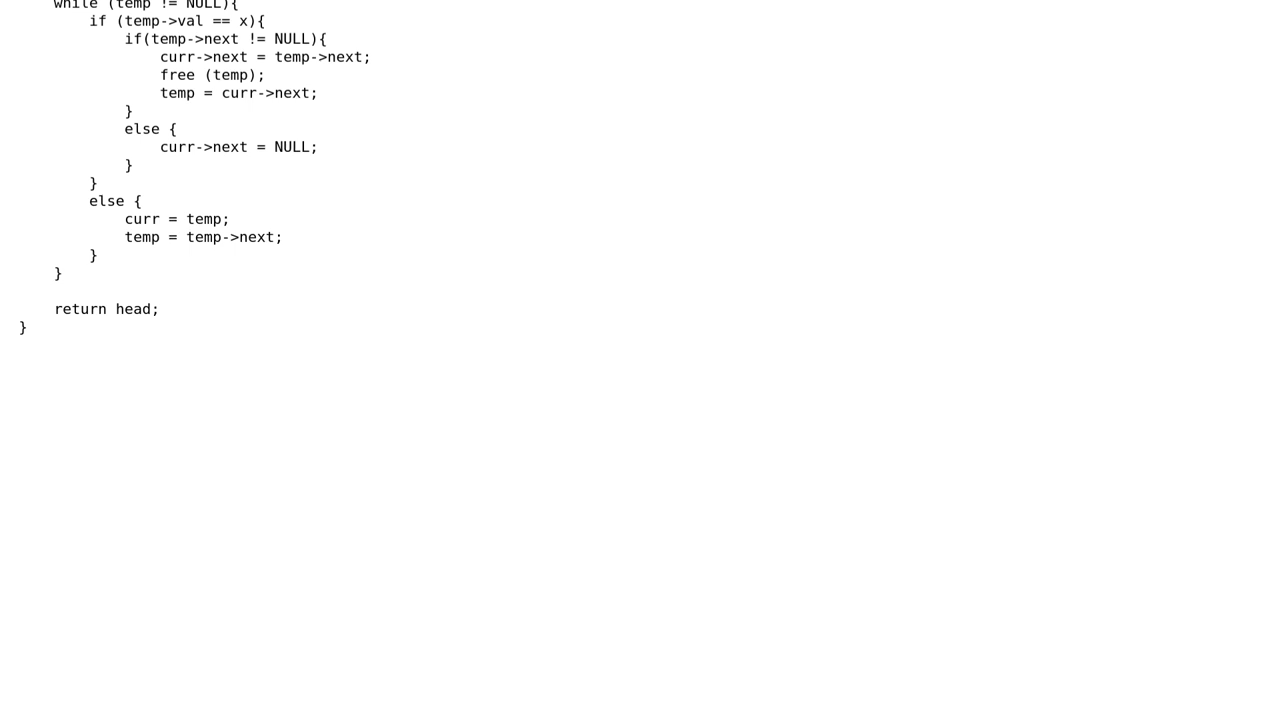 while (temp != NULL){
if (temp->val == x){
if(temp->next != NULL){
curr->next = temp->next;
free (temp);
temp = curr->next;
}
else {
curr->next = NULL;
}
}
else {
curr = temp;
temp = temp->next;
}
}
return head;
}